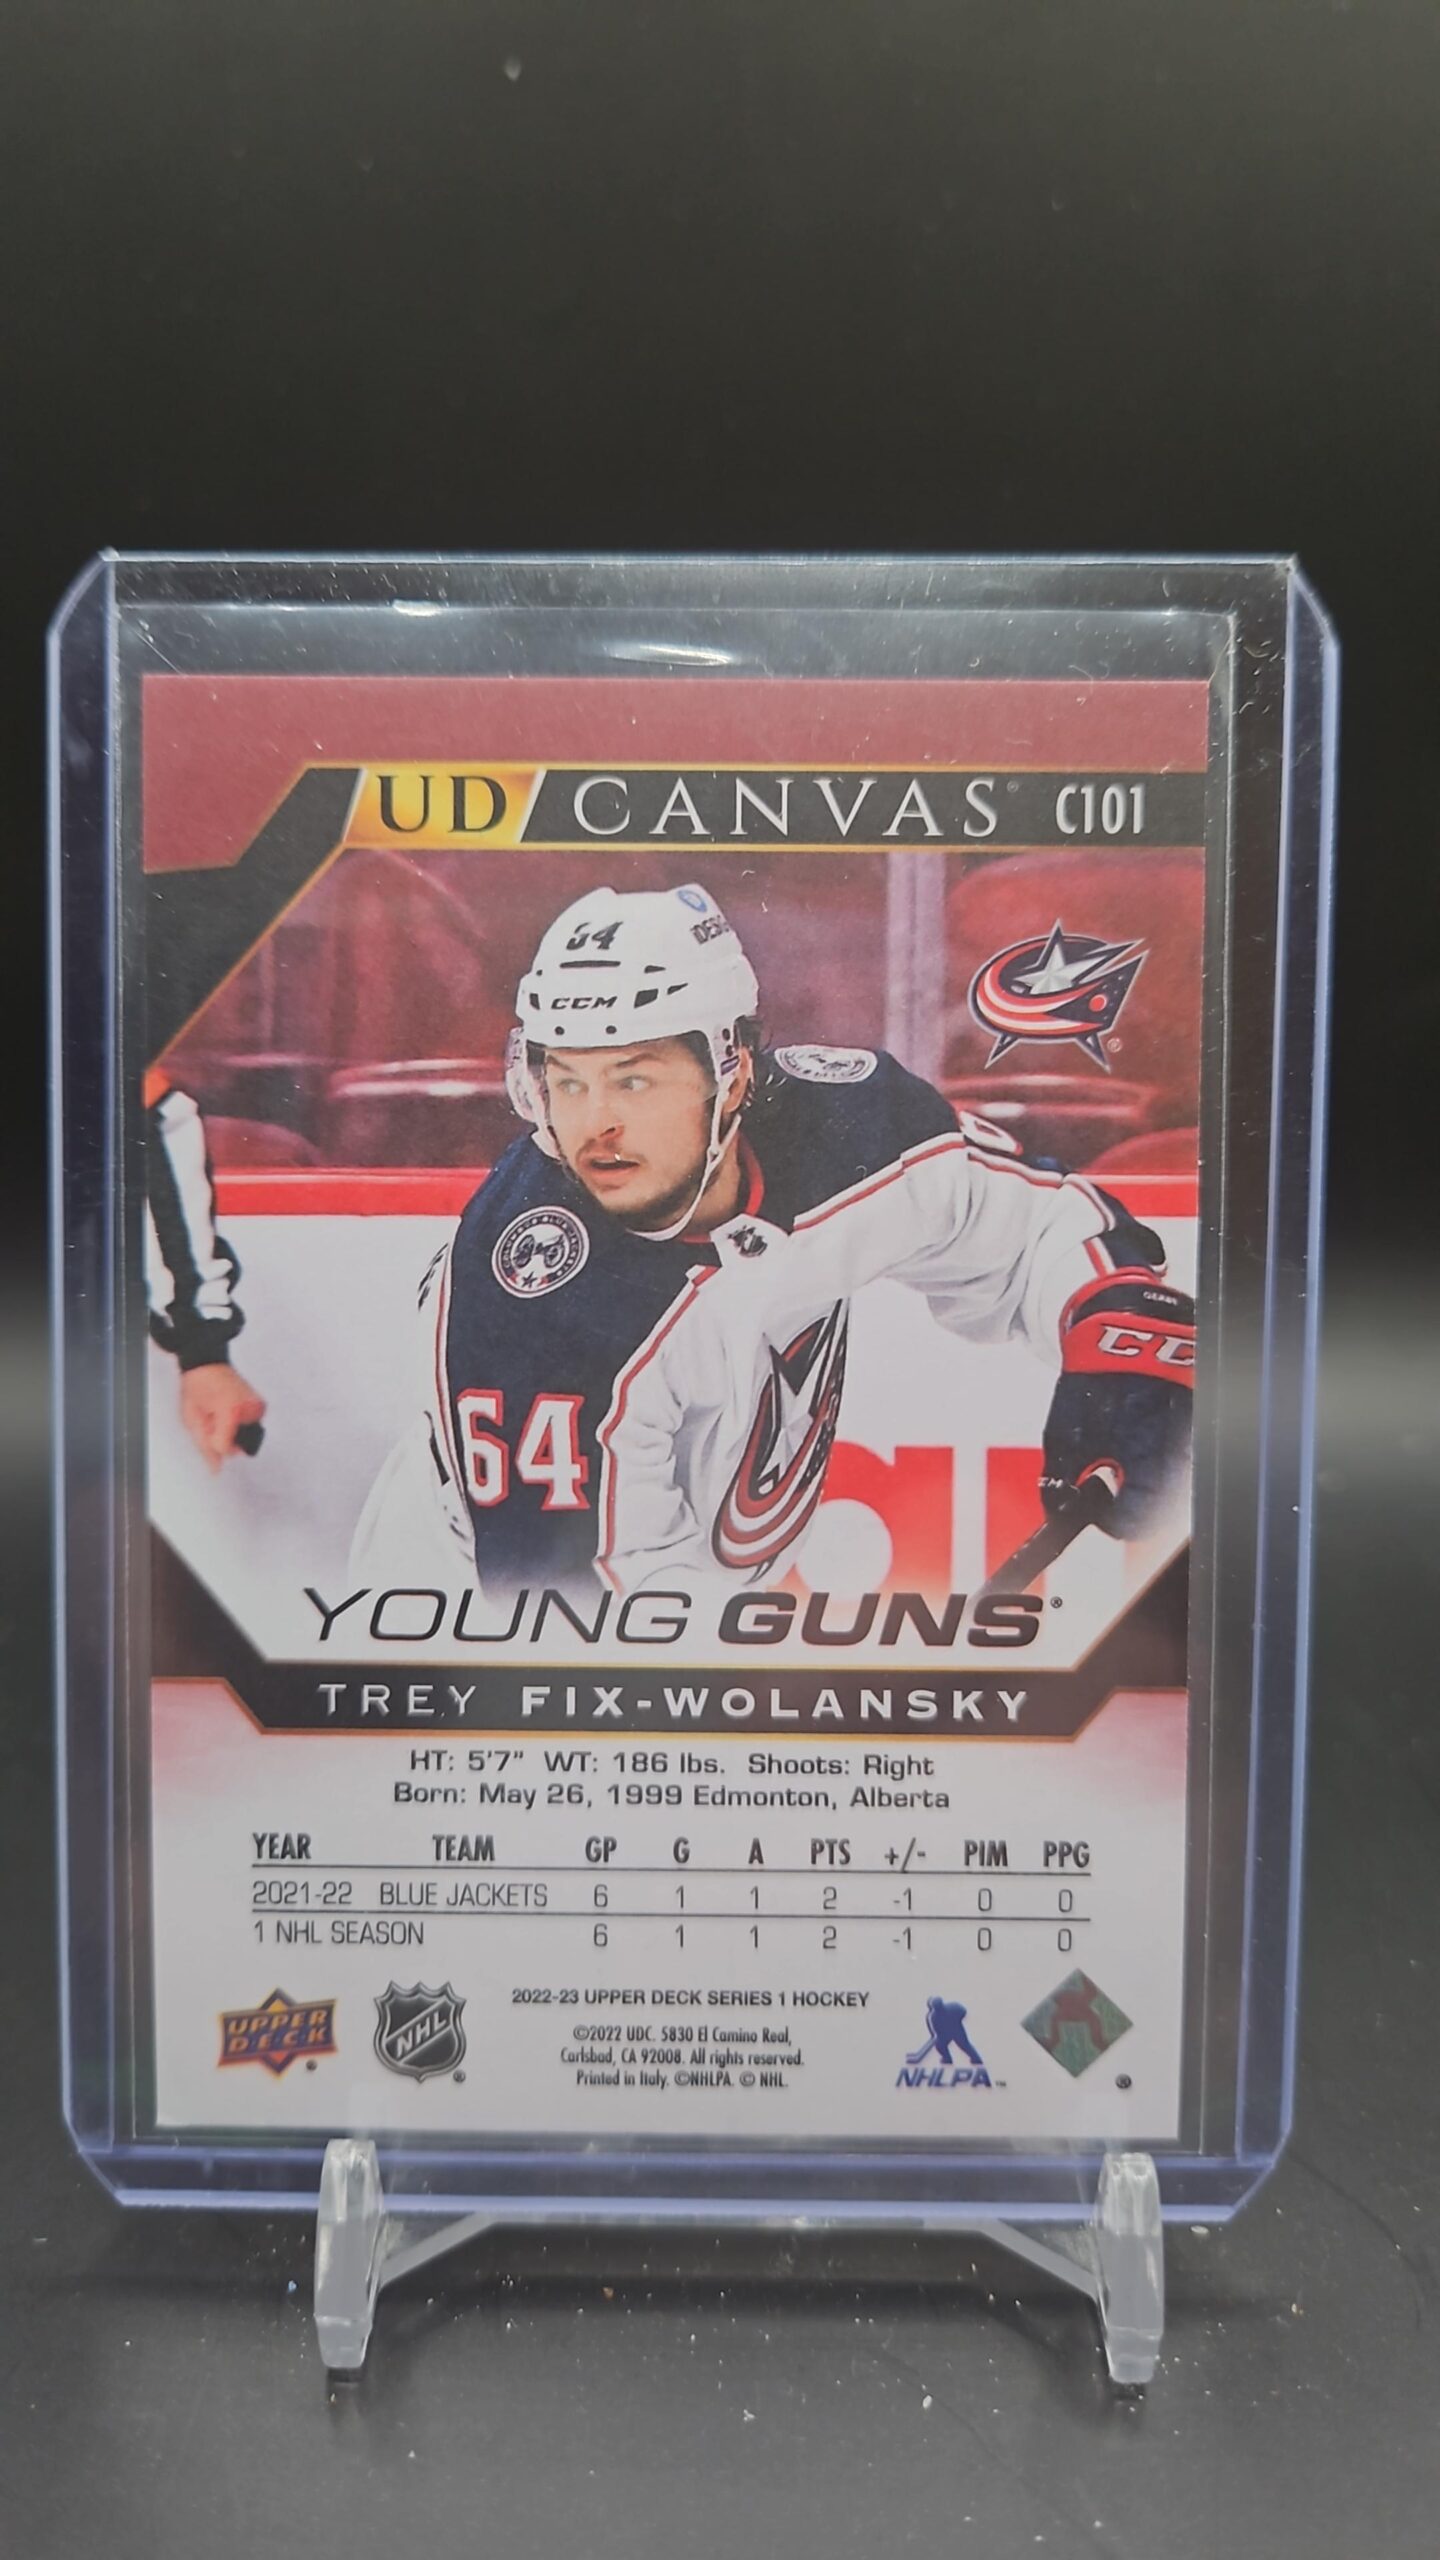 UD CANVAS® C101
54
iDESO
CCM
CC
64
YOUNG GUNS®
TREY FIX-WOLANSKY
HT: 5'7" WT: 186 lbs. Shoots: Right
Born: May 26, 1999 Edmonton, Alberta
YEAR TEAM GP G A PTS +/- PIM PPG
2021-22 BLUE JACKETS 6 1 1 2 -1 0 0
1 NHL SEASON 6 1 1 2 -1 0 0
UPPER
DECK
NHL
2022-23 UPPER DECK SERIES 1 HOCKEY
©2022 UDC. 5830 El Camino Real,
Carlsbad, CA 92008. All rights reserved.
Printed in Italy. ©NHLPA. © NHL.
NHLPA™